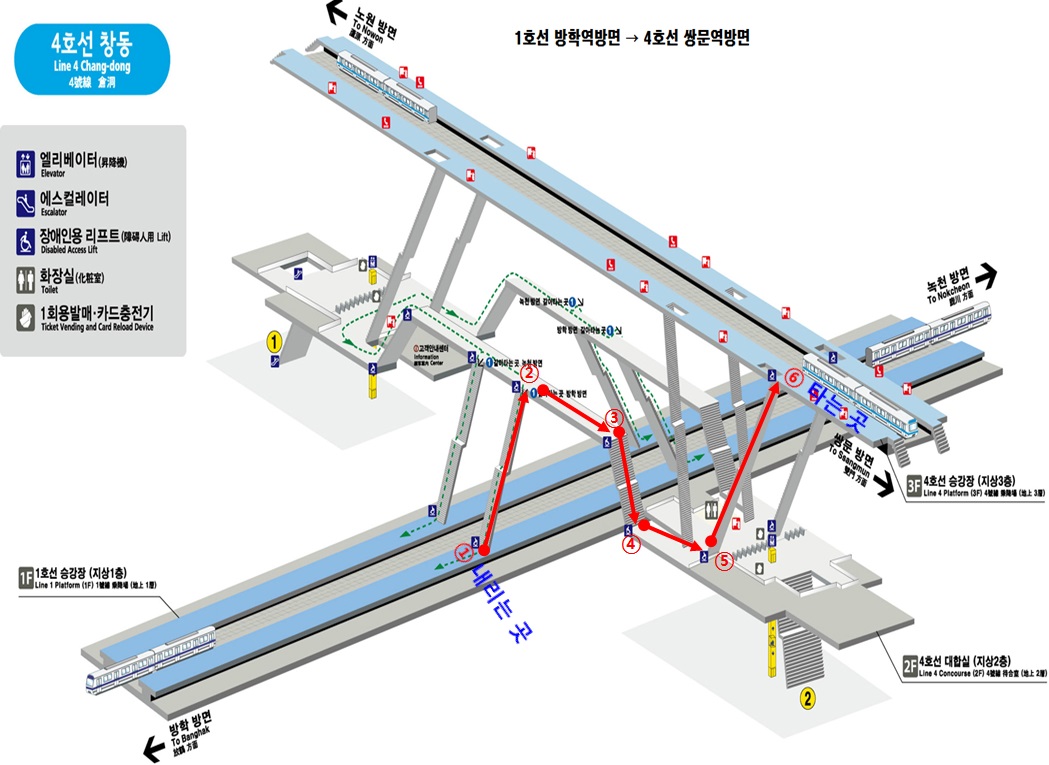 4호선 창동
Line 4 Chang-dong
4號線 倉洞
엘리베이터(昇降機)
Elevator
에스컬레이터
Escalator
장애인용 리프트(障碍人用 Lift)
Disabled Access Lift
화장실(化粧室)
Toilet
1회용발매·카드충전기
Ticket Vending and Card Reload Device
노원 방면
To Nowon
蘆原 方面
1호선 방학역방면 → 4호선 쌍문역방면
녹천 방면
To Nokcheon
鹿川 方面
녹천 방면 갈아타는곳 1
방학 방면 갈아타는곳 1
고객안내센터
Information
Center
1 갈아타는 곳 녹천 방면
1 갈아타는 곳 방학 방면
1
②
③
⑥
타는 곳
쌍문 방면
To Ssangmun
雙門 方面
3F
4호선 승강장 (지상3층)
Line 4 Platform (3F) 4號線 乘降場 (地上 3層)
①
④
⑤
내리는 곳
1F
1호선 승강장 (지상1층)
Line 1 Platform (1F) 1號線 乘降場 (地上 1層)
2F
4호선 대합실 (지상2층)
Line 4 Concourse (2F) 4號線 待合室 (地上 2層)
2
방학 방면
To Banghak
放鶴 方面